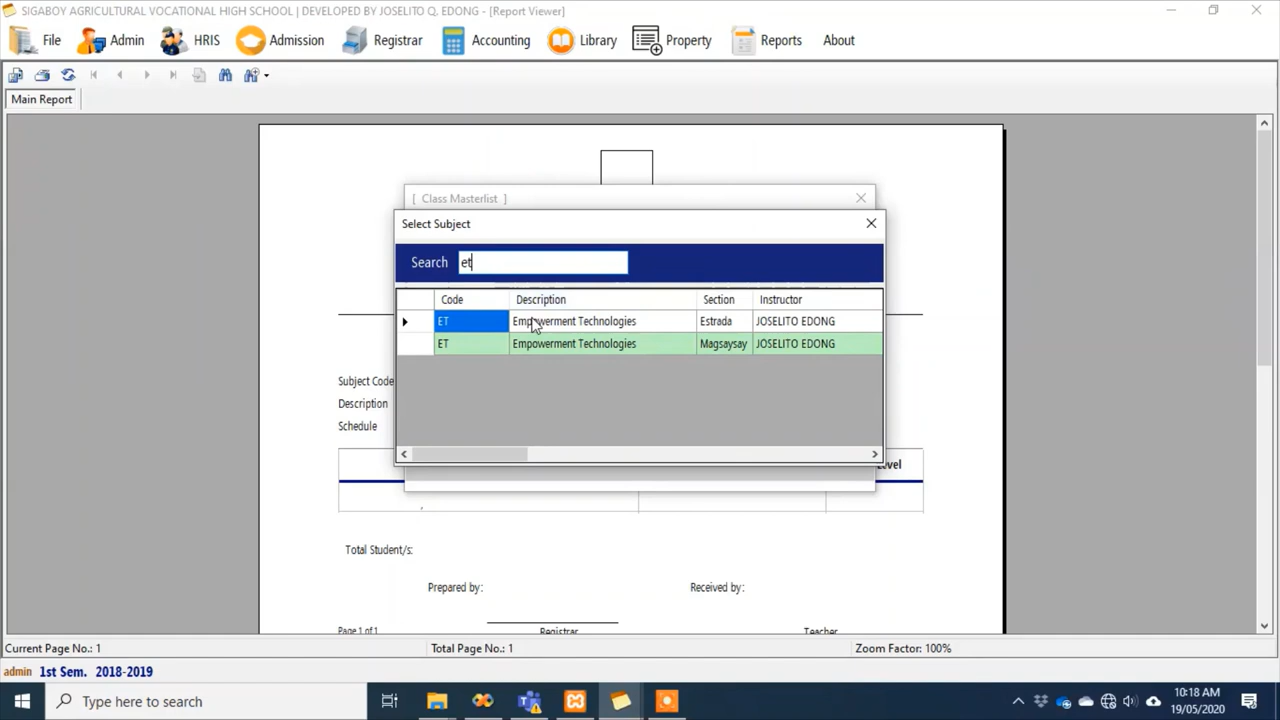 SIGABOY AGRICULTURAL VOCATIONAL HIGH SCHOOL | DEVELOPED BY JOSELITO Q. EDONG - [Report Viewer]
File Admin HRIS Admission Registrar Accounting Library Property Reports About
Main Report
[ Class Masterlist ]
Select Subject
Search et
Code Description Section Instructor
ET Empowerment Technologies Estrada JOSELITO EDONG
ET Empowerment Technologies Magsaysay JOSELITO EDONG
Subject Code
Description
Schedule
Level
,
Total Student/s:
Prepared by: Received by:
Page 1 of 1 Registrar Teacher
Current Page No.: 1 Total Page No.: 1 Zoom Factor: 100%
admin 1st Sem. 2018-2019
Type here to search
10:18 AM
19/05/2020